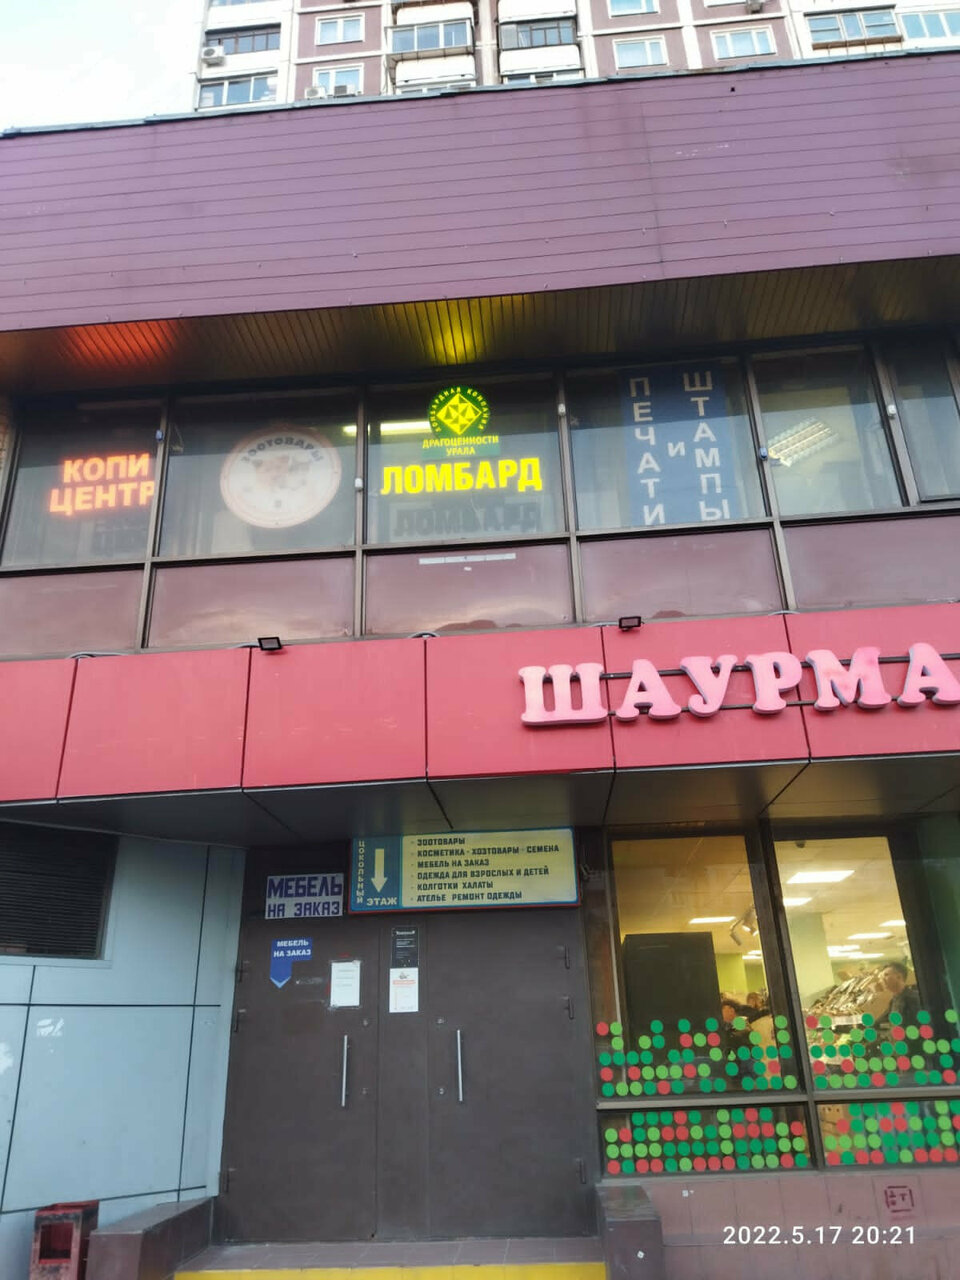 КОПИ
ЦЕНТР
ЗООТОВАРЫ
ЛОМБАРДНАЯ КОМПАНИЯ
ДРАГОЦЕННОСТИ
УРАЛА
ЛОМБАРД
ПЕЧАТИ
И
ШТАМПЫ
ШАУРМА
ЦОКОЛЬНЫЙ
ЭТАЖ
- ЗООТОВАРЫ
- КОСМЕТИКА - ХОЗТОВАРЫ - СЕМЕНА
- МЕБЕЛЬ НА ЗАКАЗ
- ОДЕЖДА ДЛЯ ВЗРОСЛЫХ И ДЕТЕЙ
- КОЛГОТКИ ХАЛАТЫ
- АТЕЛЬЕ РЕМОНТ ОДЕЖДЫ
МЕБЕЛЬ
НА ЗАКАЗ
МЕБЕЛЬ
НА ЗАКАЗ
2022.5.17 20:21